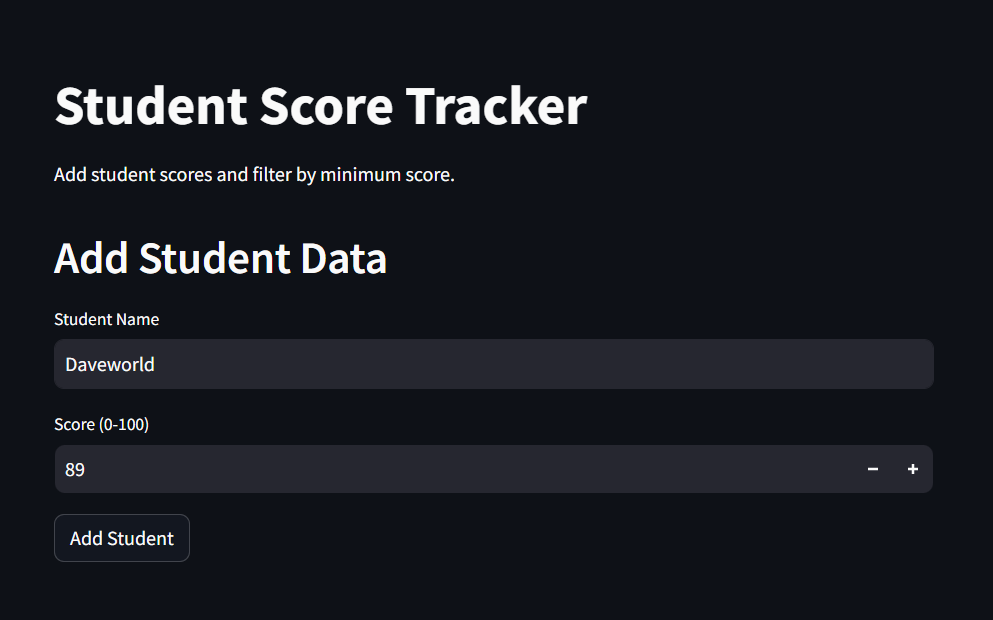 Student Score Tracker
Add student scores and filter by minimum score.
Add Student Data
Student Name
Daveworld
Score (0-100)
89
Add Student